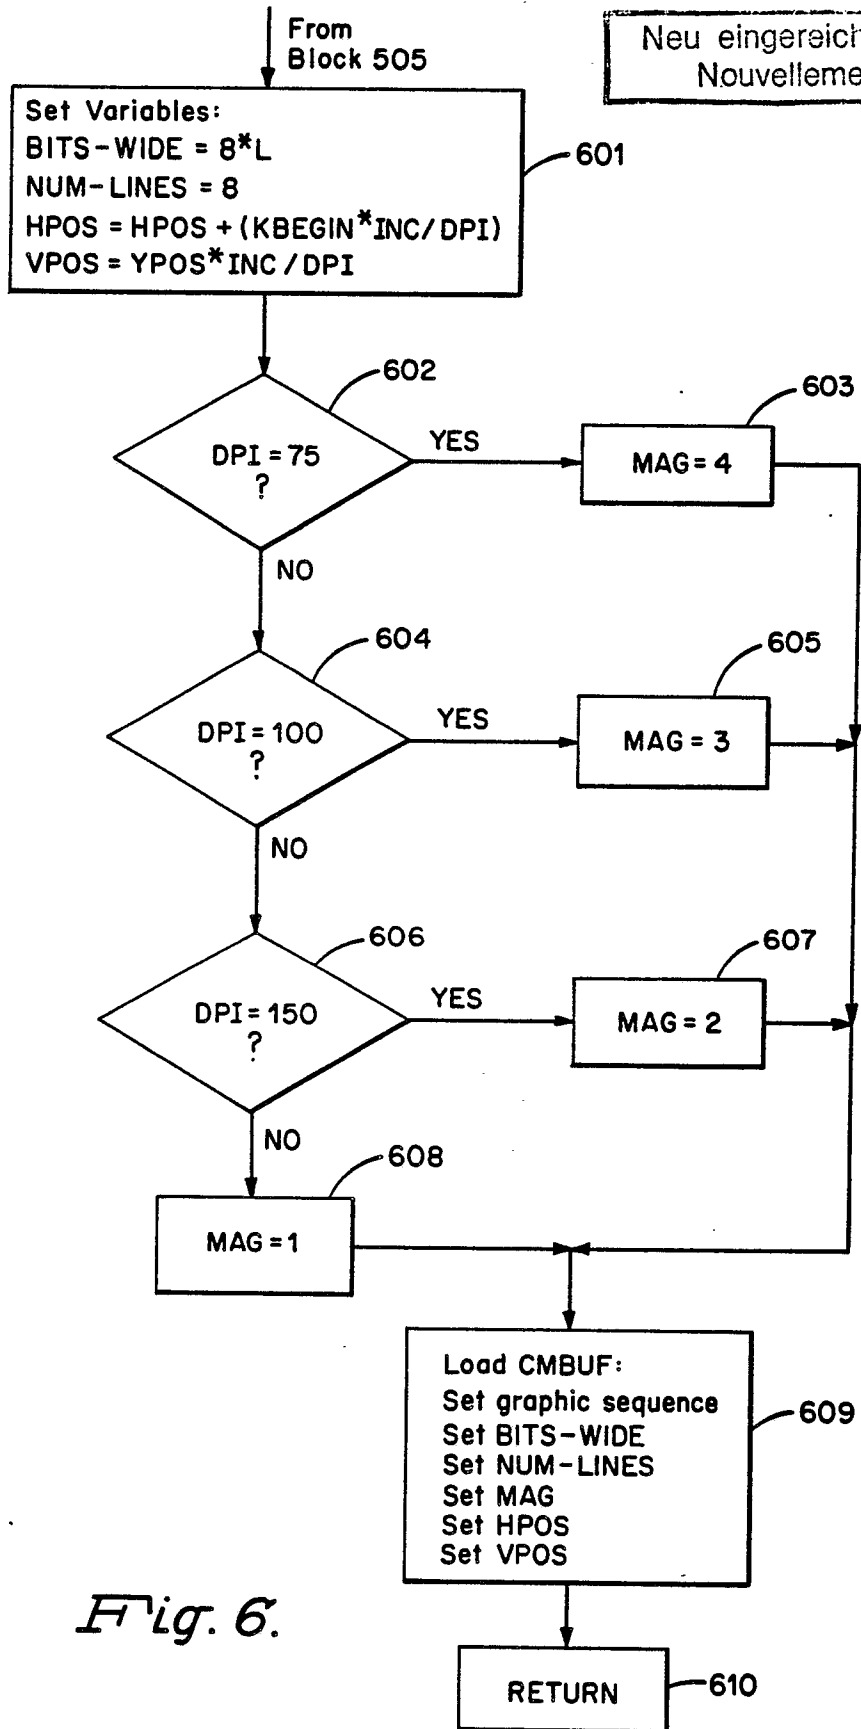 From
Block 505
Neu eingereich
Nouvelleme
Set Variables:
BITS-WIDE = 8*L
NUM-LINES = 8
HPOS = HPOS + (KBEGIN*INC/DPI)
VPOS = YPOS*INC/DPI
601
602
DPI = 75
?
YES
603
MAG = 4
NO
604
DPI = 100
?
YES
605
MAG = 3
NO
606
DPI = 150
?
YES
607
MAG = 2
NO
608
MAG = 1
Load CMBUF:
Set graphic sequence
Set BITS-WIDE
Set NUM-LINES
Set MAG
Set HPOS
Set VPOS
609
Fig. 6.
RETURN
610